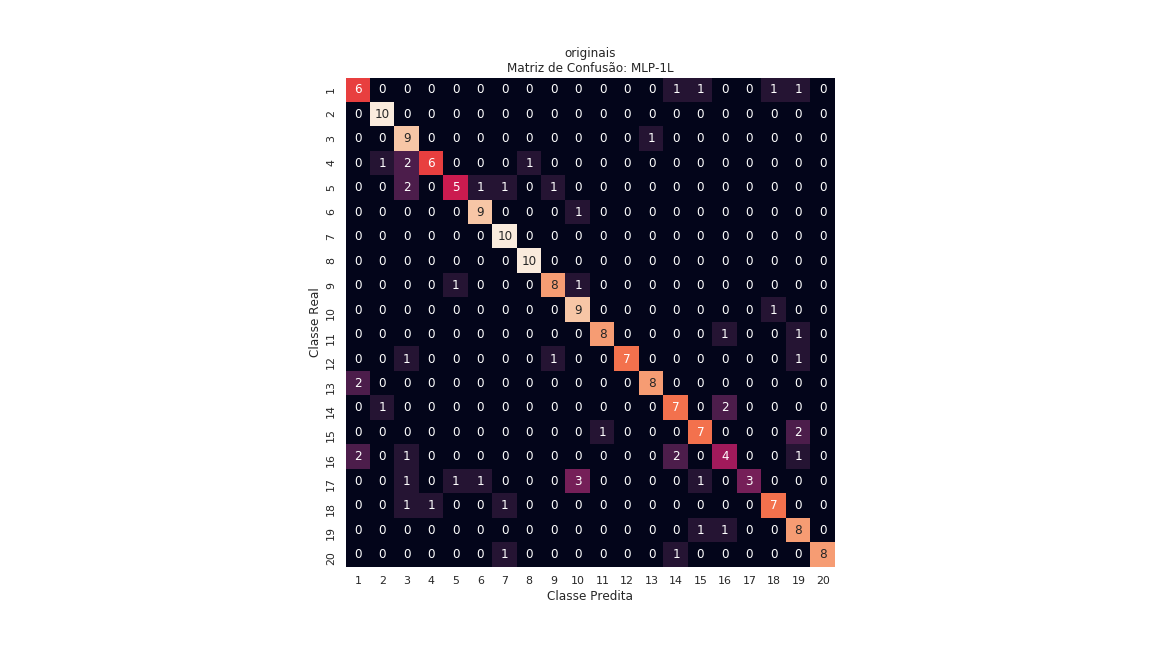 originais
Matriz de Confusão: MLP-1L
1 6 0 0 0 0 0 0 0 0 0 0 0 0 1 1 0 0 1 1 0
2 0 10 0 0 0 0 0 0 0 0 0 0 0 0 0 0 0 0 0 0
3 0 0 9 0 0 0 0 0 0 0 0 0 1 0 0 0 0 0 0 0
4 0 1 2 6 0 0 0 1 0 0 0 0 0 0 0 0 0 0 0 0
5 0 0 2 0 5 1 1 0 1 0 0 0 0 0 0 0 0 0 0 0
6 0 0 0 0 0 9 0 0 0 1 0 0 0 0 0 0 0 0 0 0
7 0 0 0 0 0 0 10 0 0 0 0 0 0 0 0 0 0 0 0 0
8 0 0 0 0 0 0 0 10 0 0 0 0 0 0 0 0 0 0 0 0
9 0 0 0 0 1 0 0 0 8 1 0 0 0 0 0 0 0 0 0 0
10 0 0 0 0 0 0 0 0 0 9 0 0 0 0 0 0 0 1 0 0
11 0 0 0 0 0 0 0 0 0 0 8 0 0 0 0 1 0 0 1 0
12 0 0 1 0 0 0 0 0 1 0 0 7 0 0 0 0 0 0 1 0
13 2 0 0 0 0 0 0 0 0 0 0 0 8 0 0 0 0 0 0 0
14 0 1 0 0 0 0 0 0 0 0 0 0 0 7 0 2 0 0 0 0
15 0 0 0 0 0 0 0 0 0 0 1 0 0 0 7 0 0 0 2 0
16 2 0 1 0 0 0 0 0 0 0 0 0 0 2 0 4 0 0 1 0
17 0 0 1 0 1 1 0 0 0 3 0 0 0 0 1 0 3 0 0 0
18 0 0 1 1 0 0 1 0 0 0 0 0 0 0 0 0 0 7 0 0
19 0 0 0 0 0 0 0 0 0 0 0 0 0 0 1 1 0 0 8 0
20 0 0 0 0 0 0 1 0 0 0 0 0 0 1 0 0 0 0 0 8
Classe Real
1 2 3 4 5 6 7 8 9 10 11 12 13 14 15 16 17 18 19 20
Classe Predita